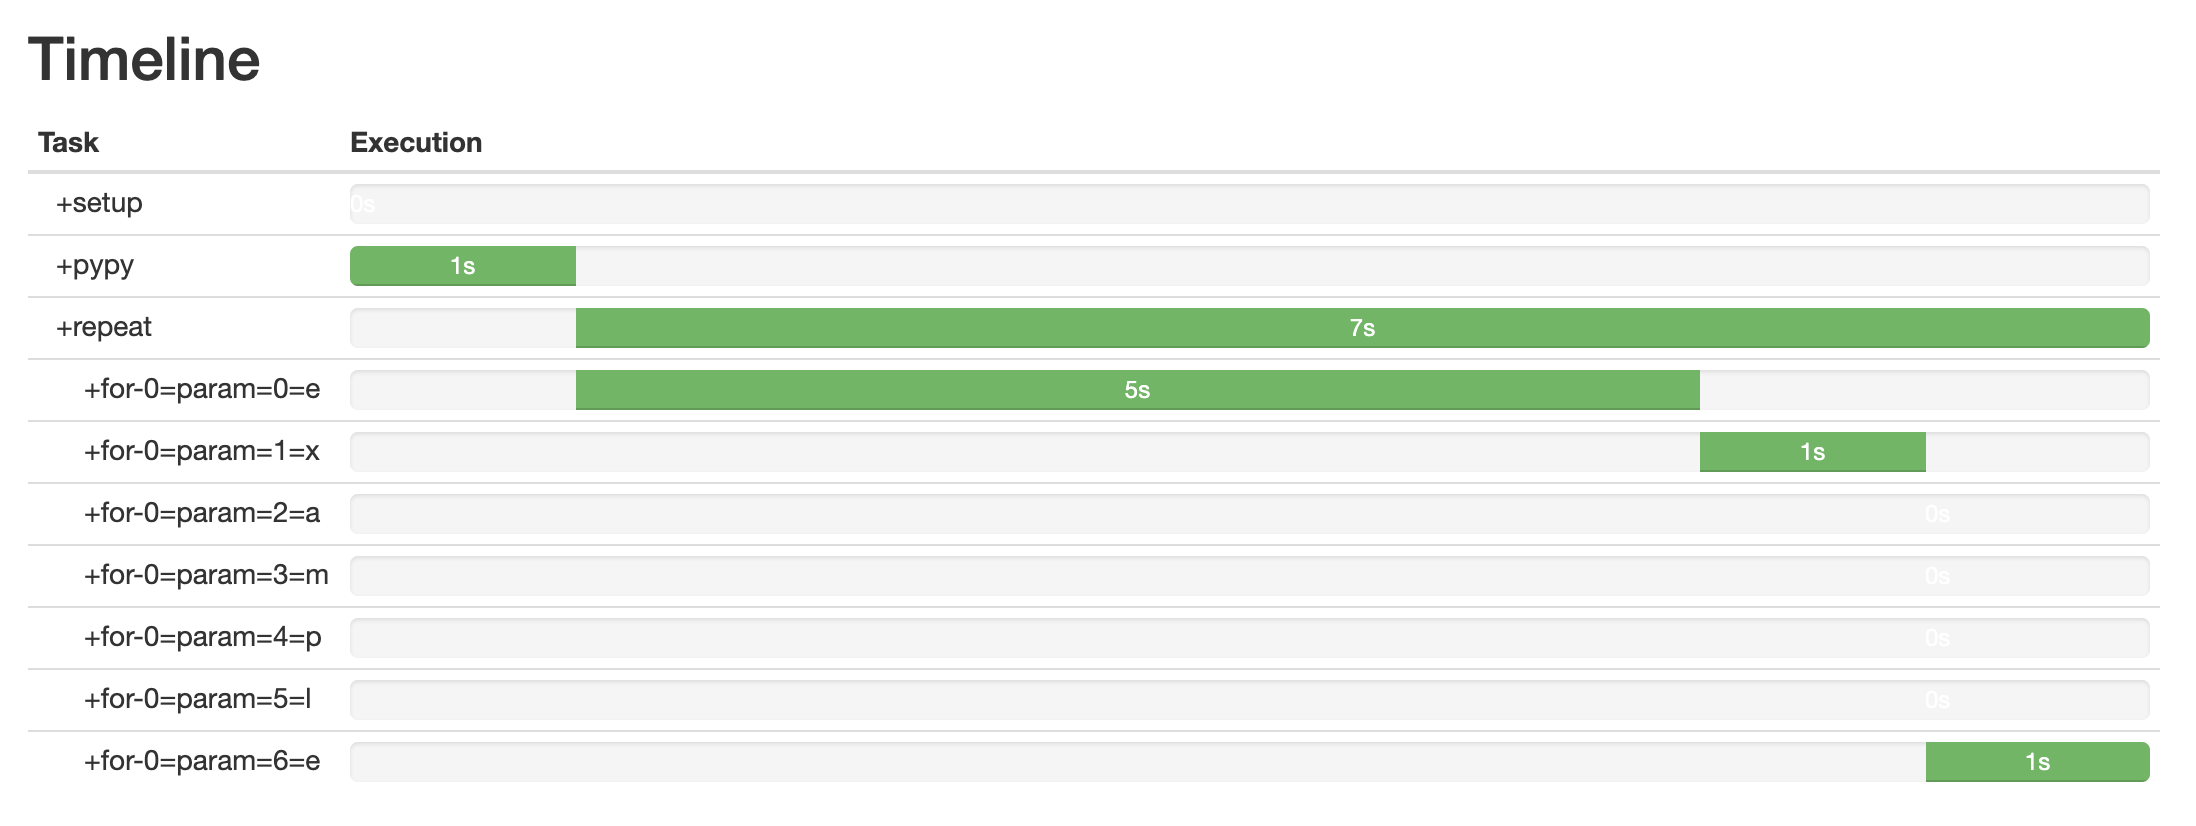 Timeline
Task Execution
+setup 0s
+pypy 1s
+repeat 7s
+for-0=param=0=e 5s
+for-0=param=1=x 1s
+for-0=param=2=a 0s
+for-0=param=3=m 0s
+for-0=param=4=p 0s
+for-0=param=5=l 0s
+for-0=param=6=e 1s